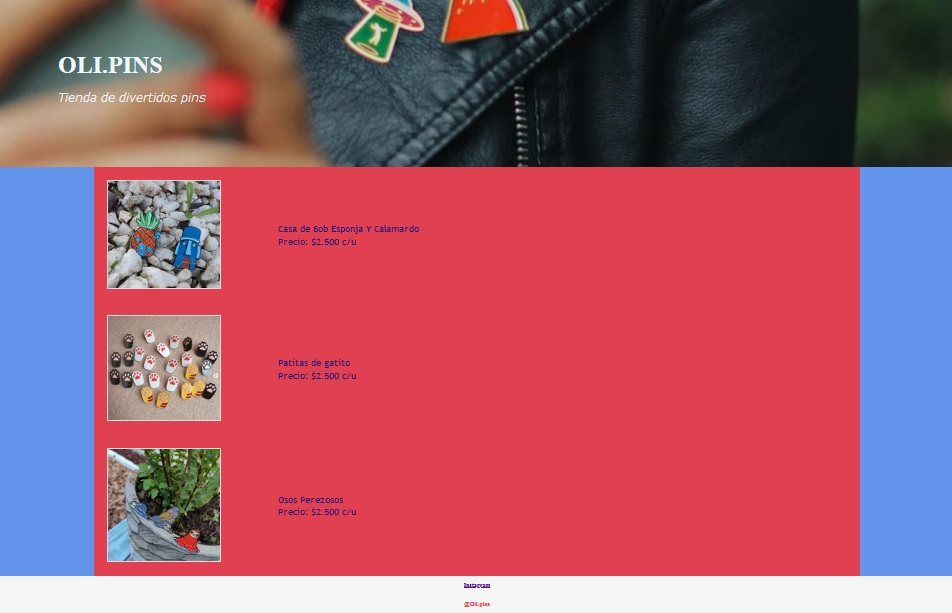 OLI.PINS
Tienda de divertidos pins
Casa de Bob Esponja Y Calamardo
Precio: $2.500 c/u
Patitas de gatito
Precio: $2.500 c/u
Osos Perezosos
Precio: $2.500 c/u
Instagram
@Oli.pins